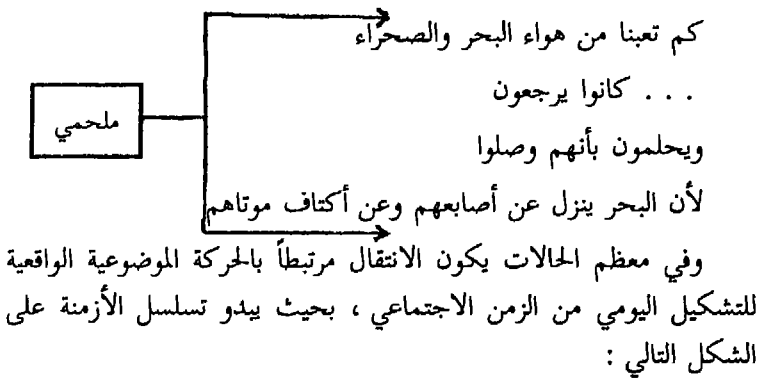 كم تعبنا من هواء البحر والصحراء
. . . كانوا يرجعون
ملحمي
ويحلمون بأنهم وصلوا
لأن البحر ينزل عن أصابعهم وعن أكتاف موتاهم
وفي معظم الحالات يكون الانتقال مرتبطاً بالحركة الموضوعية الواقعية
للتشكيل اليومي من الزمن الاجتماعي ، بحيث يبدو تسلسل الأزمنة على
الشكل التالي :